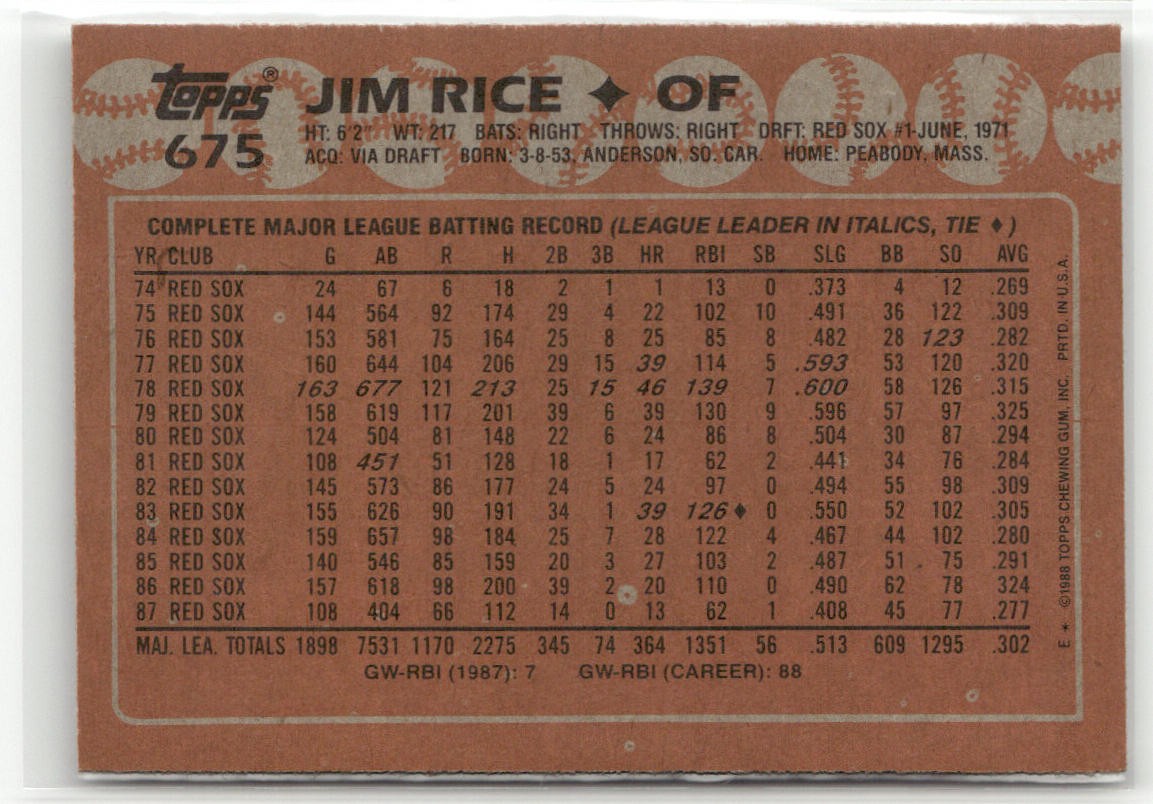 topps® JIM RICE ✦ OF
675 HT: 6'2" WT: 217 BATS: RIGHT THROWS: RIGHT DRFT: RED SOX #1-JUNE, 1971
ACQ: VIA DRAFT BORN: 3-8-53, ANDERSON, SO. CAR. HOME: PEABODY, MASS.
COMPLETE MAJOR LEAGUE BATTING RECORD (LEAGUE LEADER IN ITALICS, TIE ♦)
YR CLUB G AB R H 2B 3B HR RBI SB SLG BB SO AVG
74 RED SOX 24 67 6 18 2 1 1 13 0 .373 4 12 .269
75 RED SOX 144 564 92 174 29 4 22 102 10 .491 36 122 .309
76 RED SOX 153 581 75 164 25 8 25 85 8 .482 28 123 .282
77 RED SOX 160 644 104 206 29 15 39 114 5 .593 53 120 .320
78 RED SOX 163 677 121 213 25 15 46 139 7 .600 58 126 .315
79 RED SOX 158 619 117 201 39 6 39 130 9 .596 57 97 .325
80 RED SOX 124 504 81 148 22 6 24 86 8 .504 30 87 .294
81 RED SOX 108 451 51 128 18 1 17 62 2 .441 34 76 .284
82 RED SOX 145 573 86 177 24 5 24 97 0 .494 55 98 .309
83 RED SOX 155 626 90 191 34 1 39 126♦ 0 .550 52 102 .305
84 RED SOX 159 657 98 184 25 7 28 122 4 .467 44 102 .280
85 RED SOX 140 546 85 159 20 3 27 103 2 .487 51 75 .291
86 RED SOX 157 618 98 200 39 2 20 110 0 .490 62 78 .324
87 RED SOX 108 404 66 112 14 0 13 62 1 .408 45 77 .277
MAJ. LEA. TOTALS 1898 7531 1170 2275 345 74 364 1351 56 .513 609 1295 .302
GW-RBI (1987): 7 GW-RBI (CAREER): 88
E * ©1988 TOPPS CHEWING GUM, INC. PRTD. IN U.S.A.